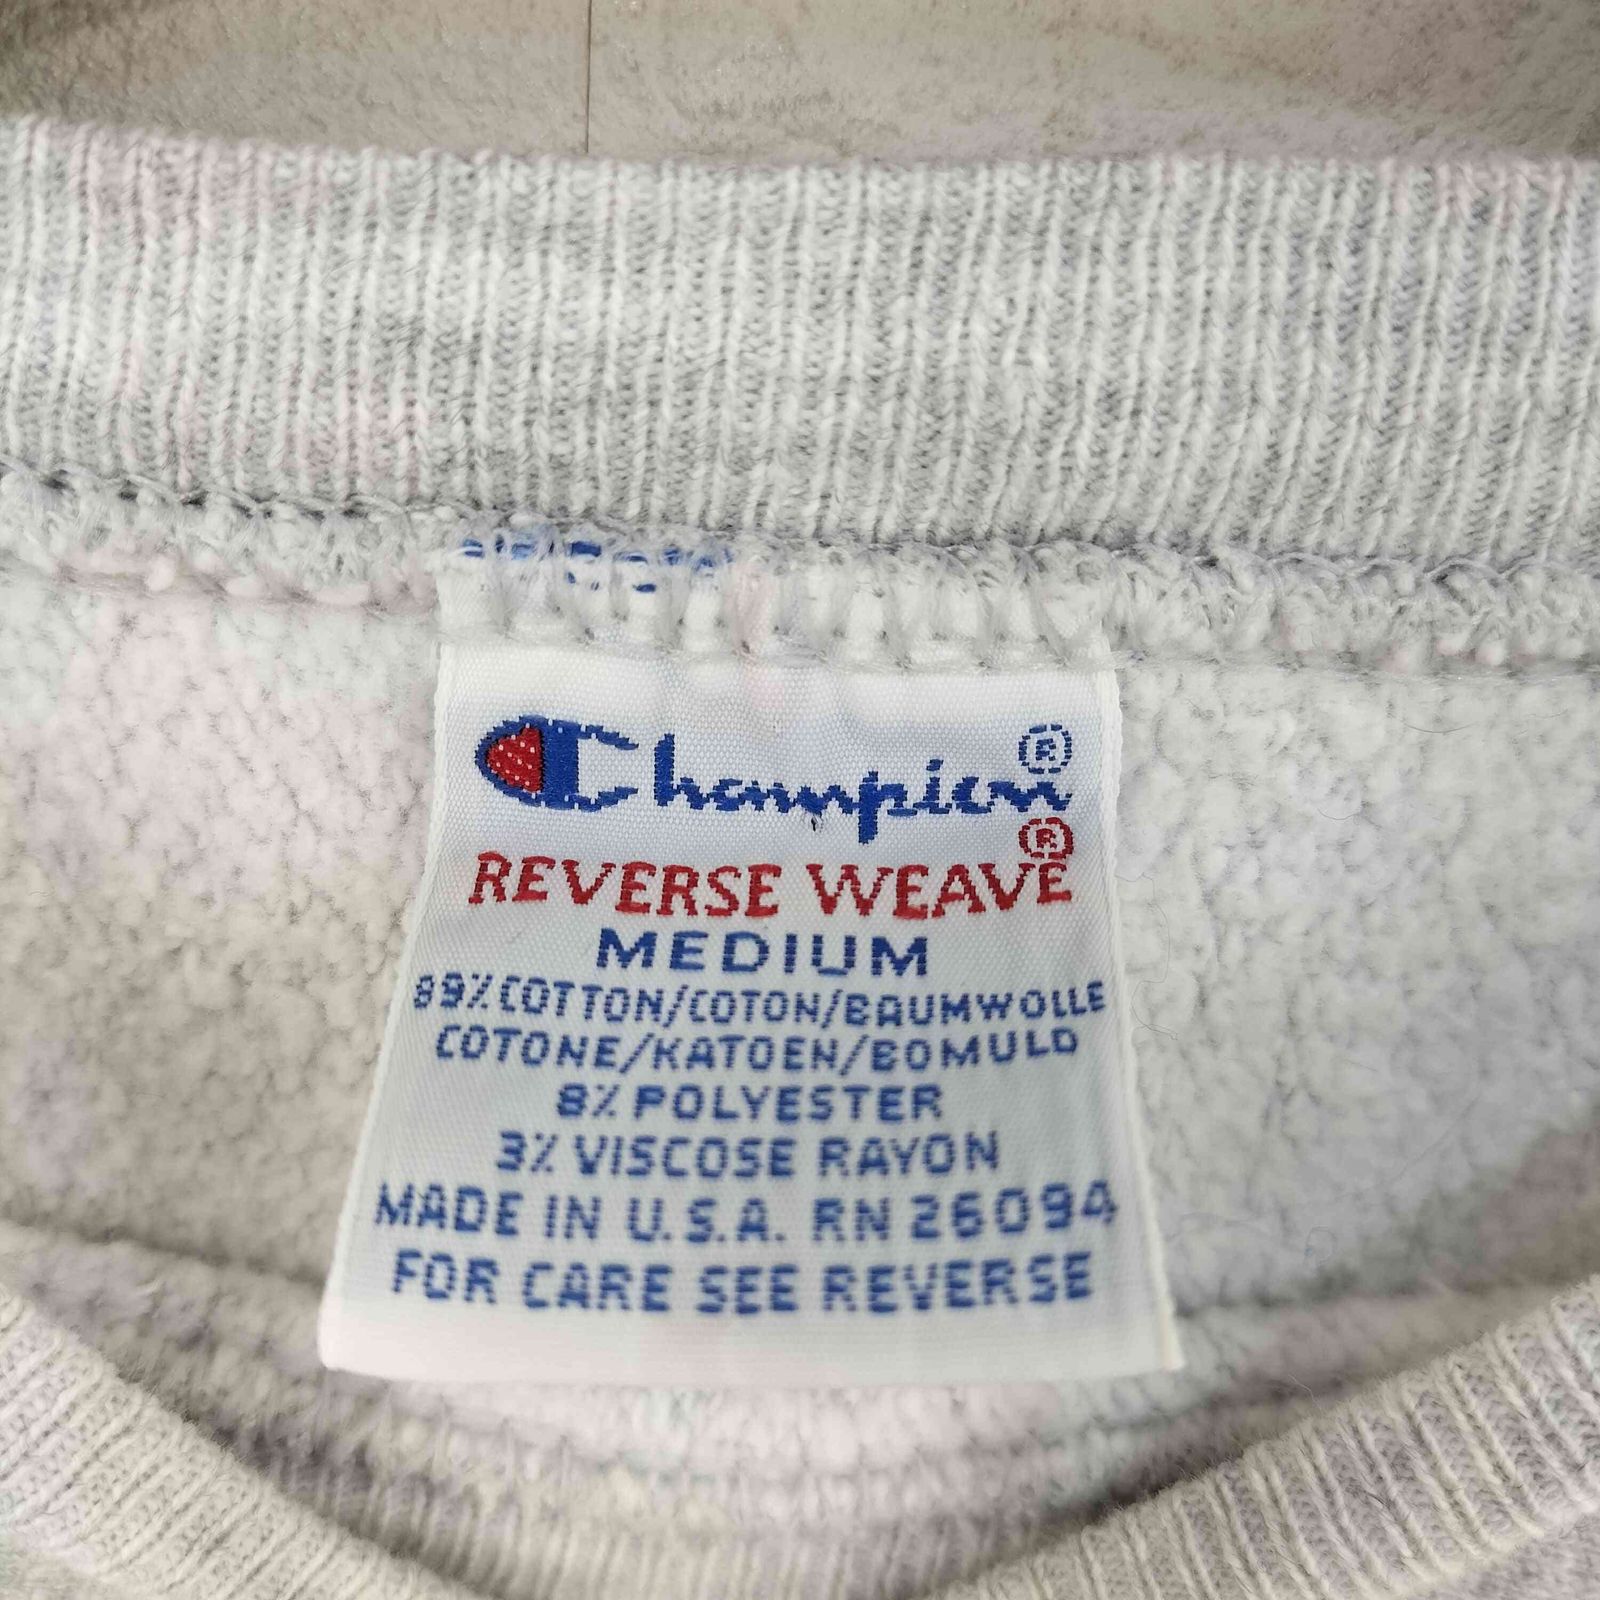 Champion®
REVERSE WEAVE®
MEDIUM
89% COTTON/COTON/BAUMWOLLE
COTONE/KATOEN/BOMULD
8% POLYESTER
3% VISCOSE RAYON
MADE IN U.S.A. RN 26094
FOR CARE SEE REVERSE